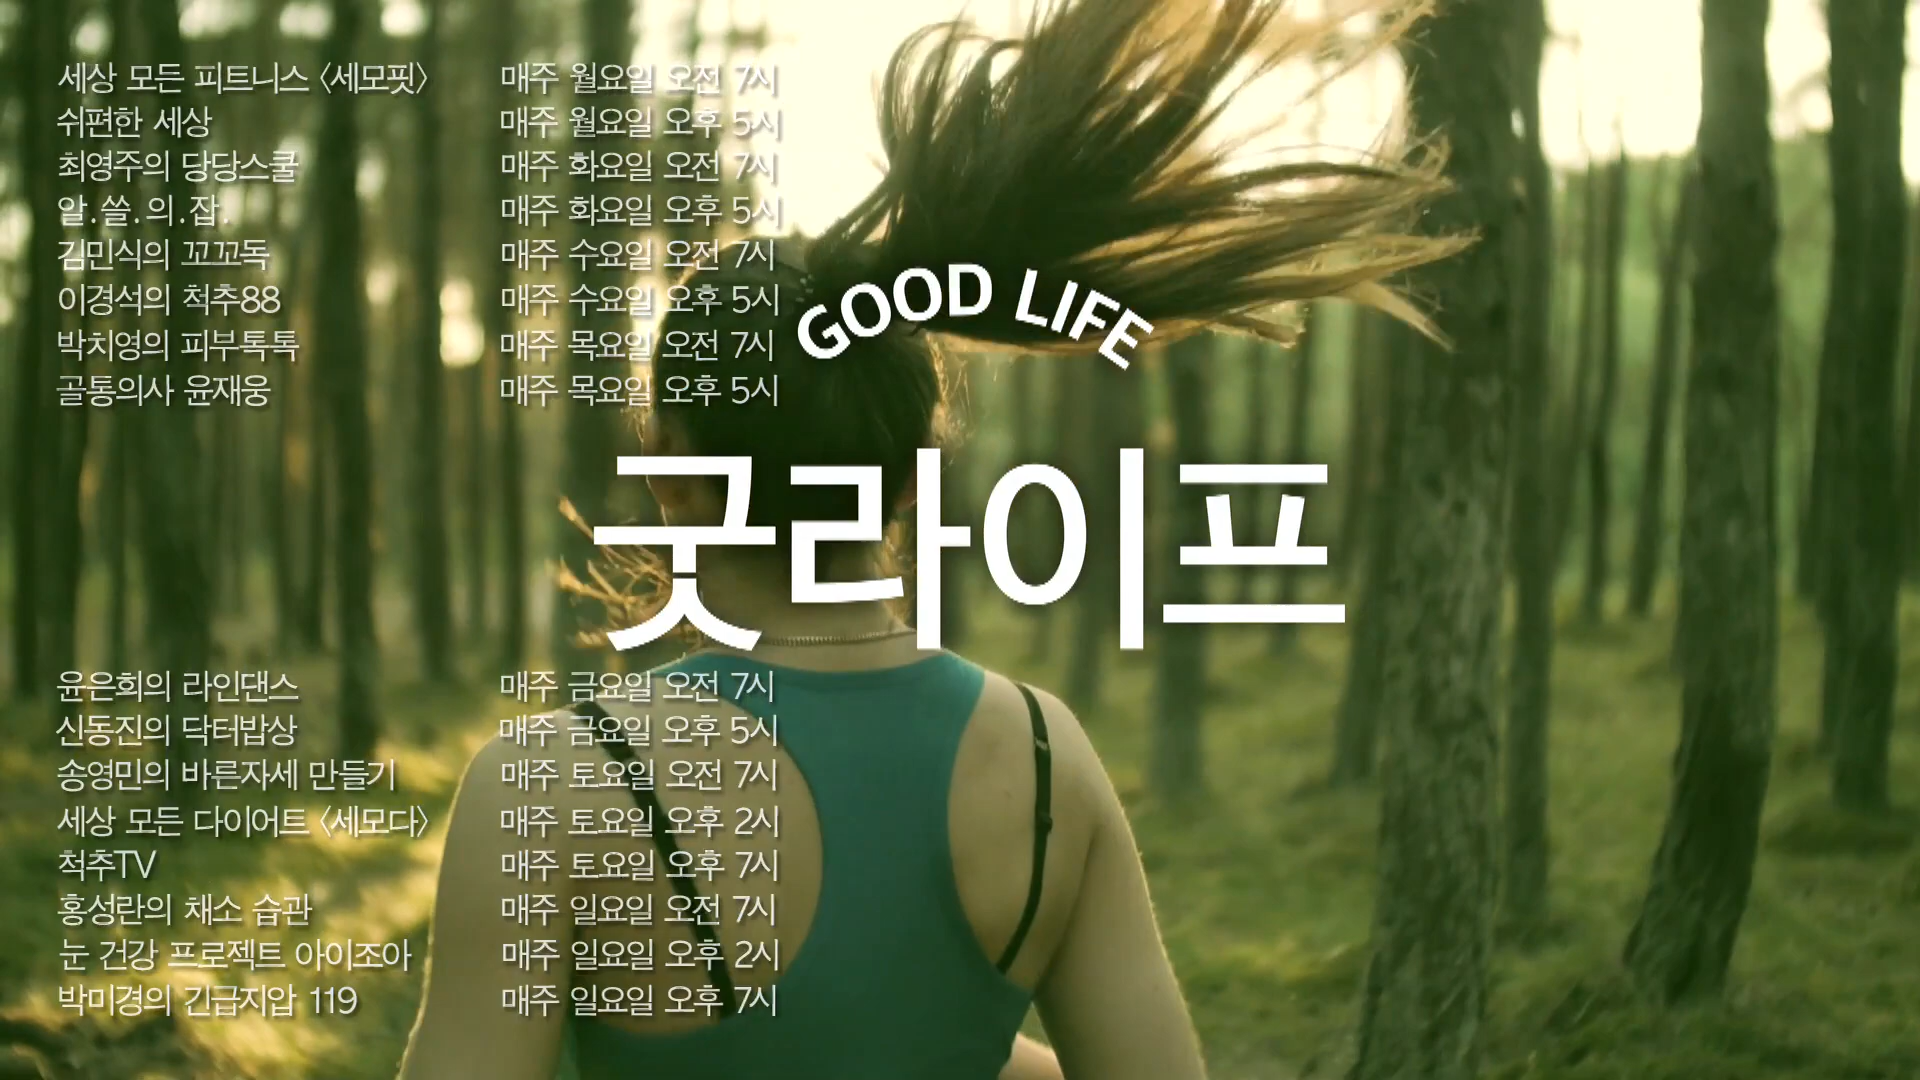 세상 모든 피트니스 〈세모핏〉 매주 월요일 오전 7시
쉬편한 세상 매주 월요일 오후 5시
최영주의 당당스쿨 매주 화요일 오전 7시
알.쓸.의.잡. 매주 화요일 오후 5시
김민식의 꼬꼬독 매주 수요일 오전 7시
이경석의 척추88 매주 수요일 오후 5시
박치영의 피부톡톡 매주 목요일 오전 7시
골통의사 윤재웅 매주 목요일 오후 5시
GOOD LIFE
굿라이프
윤은희의 라인댄스 매주 금요일 오전 7시
신동진의 닥터밥상 매주 금요일 오후 5시
송영민의 바른자세 만들기 매주 토요일 오전 7시
세상 모든 다이어트 〈세모다〉 매주 토요일 오후 2시
척추TV 매주 토요일 오후 7시
홍성란의 채소 습관 매주 일요일 오전 7시
눈 건강 프로젝트 아이조아 매주 일요일 오후 2시
박미경의 긴급지압 119 매주 일요일 오후 7시